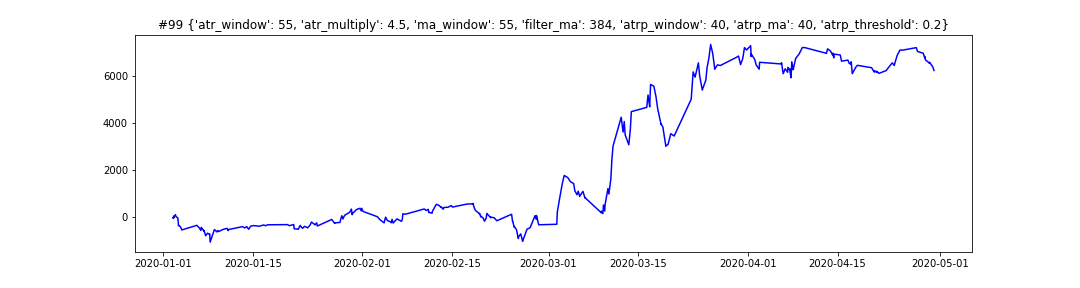 #99 {'atr_window': 55, 'atr_multiply': 4.5, 'ma_window': 55, 'filter_ma': 384, 'atrp_window': 40, 'atrp_ma': 40, 'atrp_threshold': 0.2}
6000
4000
2000
0
2020-01-01 2020-01-15 2020-02-01 2020-02-15 2020-03-01 2020-03-15 2020-04-01 2020-04-15 2020-05-01